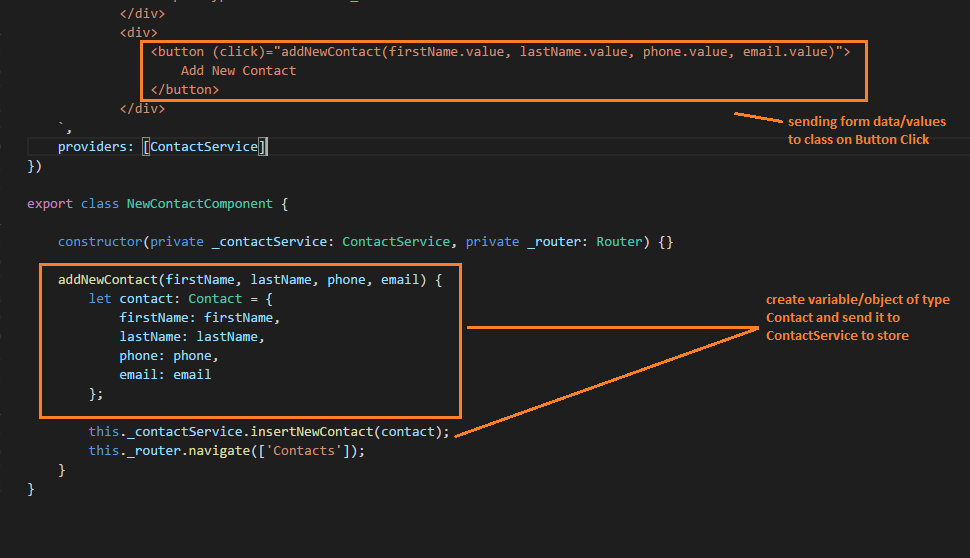 </div>
<div>
<button (click)="addNewContact(firstName.value, lastName.value, phone.value, email.value)">
Add New Contact
</button>
</div>
`,
sending form data/values
to class on Button Click
providers: [ContactService]
})
export class NewContactComponent {
constructor(private _contactService: ContactService, private _router: Router) {}
addNewContact(firstName, lastName, phone, email) {
let contact: Contact = {
firstName: firstName,
lastName: lastName,
phone: phone,
email: email
};
create variable/object of type
Contact and send it to
ContactService to store
this._contactService.insertNewContact(contact);
this._router.navigate(['Contacts']);
}
}